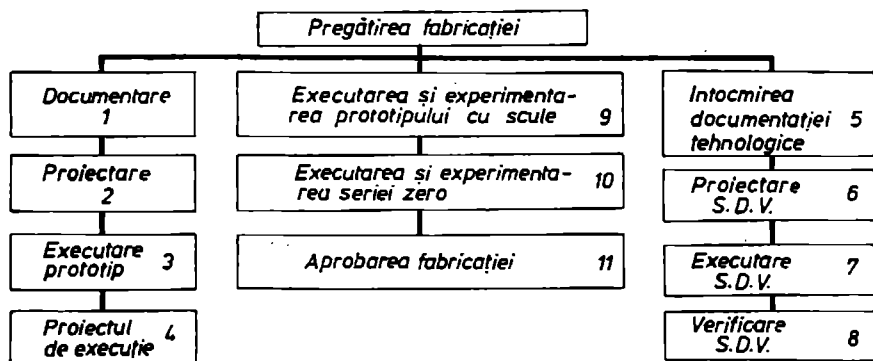 Pregătirea fabricației
Documentare
1
Proiectare
2
Executare
prototip 3
Proiectul
de execuție 4
Executarea și experimenta-
rea prototipului cu scule 9
Executarea și experimenta-
rea seriei zero 10
Aprobarea fabricației 11
Intocmirea
documentației 5
tehnologice
Proiectare
S.D.V. 6
Executare
S.D.V. 7
Verificare
S.D.V. 8